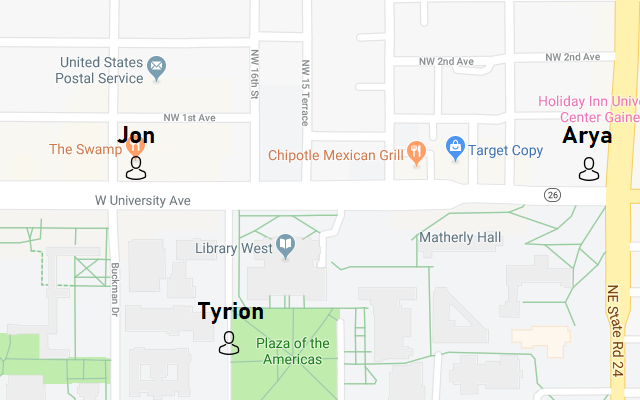 United States
Postal Service
NW 16th St
NW 15 Terrace
NW 2nd Ave
NW 2nd Ave
NW 1st Ave
Holiday Inn Univ
Center Gaine
Jon
Arya
The Swamp
Chipotle Mexican Grill
Target Copy
W University Ave
26
Library West
Matherly Hall
Buckman Dr
Tyrion
NE State Rd 24
Plaza of the
Americas